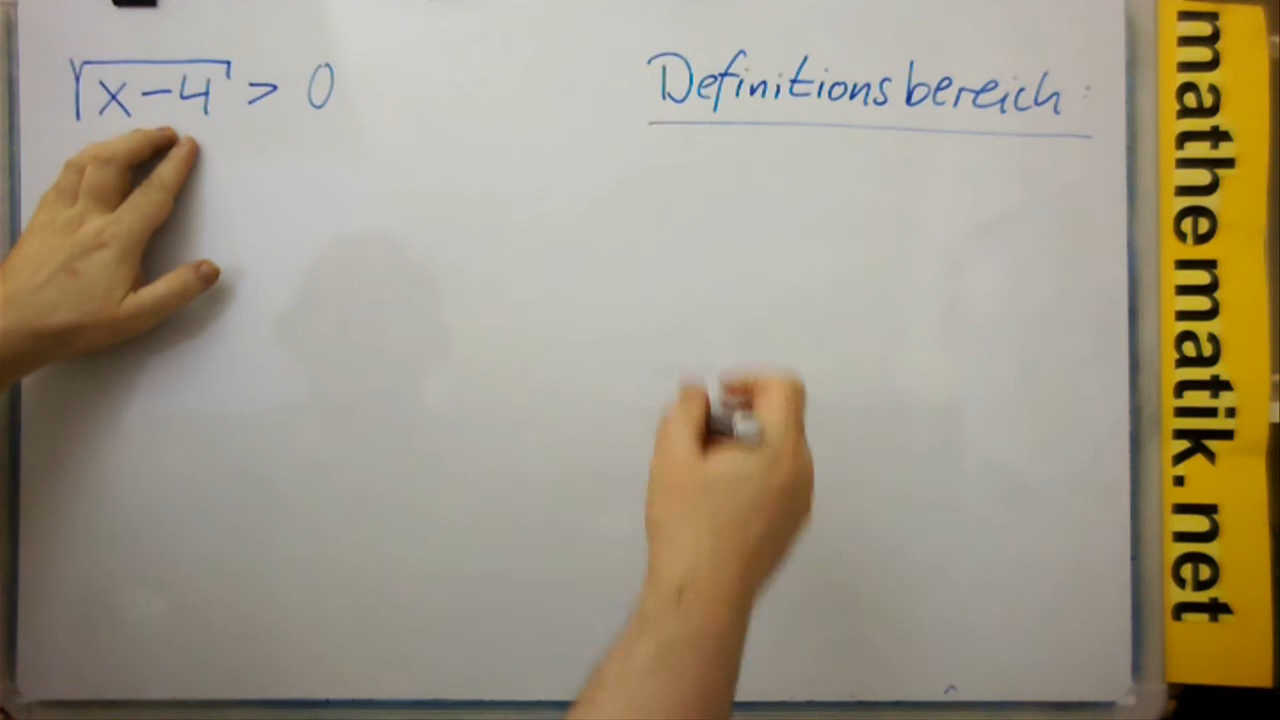 √x-4 > 0
Definitionsbereich:
mathematik.net